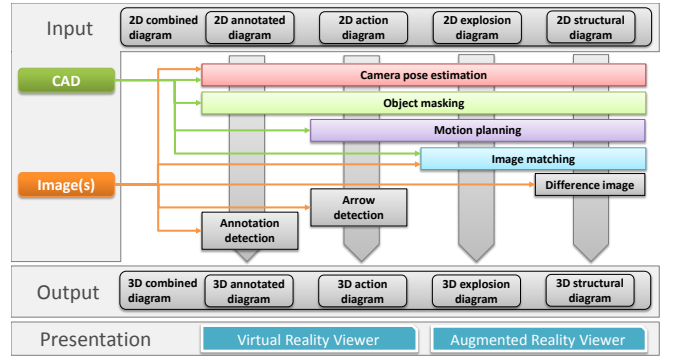 Input
2D combined diagram
2D annotated diagram
2D action diagram
2D explosion diagram
2D structural diagram
CAD
Camera pose estimation
Object masking
Motion planning
Image matching
Image(s)
Difference image
Arrow detection
Annotation detection
Output
3D combined diagram
3D annotated diagram
3D action diagram
3D explosion diagram
3D structural diagram
Presentation
Virtual Reality Viewer
Augmented Reality Viewer